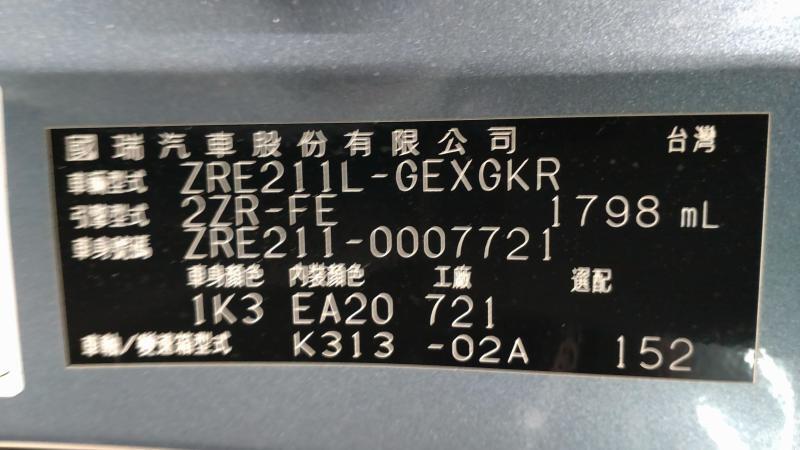 國瑞汽車股份有限公司 台灣
車輛型式 ZRE211L-GEXGKR
引擎型式 2ZR-FE 1798 mL
車身號碼 ZRE211-0007721
車身顏色 內裝顏色 工廠 選配
1K3 EA20 721
車軸/變速箱型式 K313 -02A 152